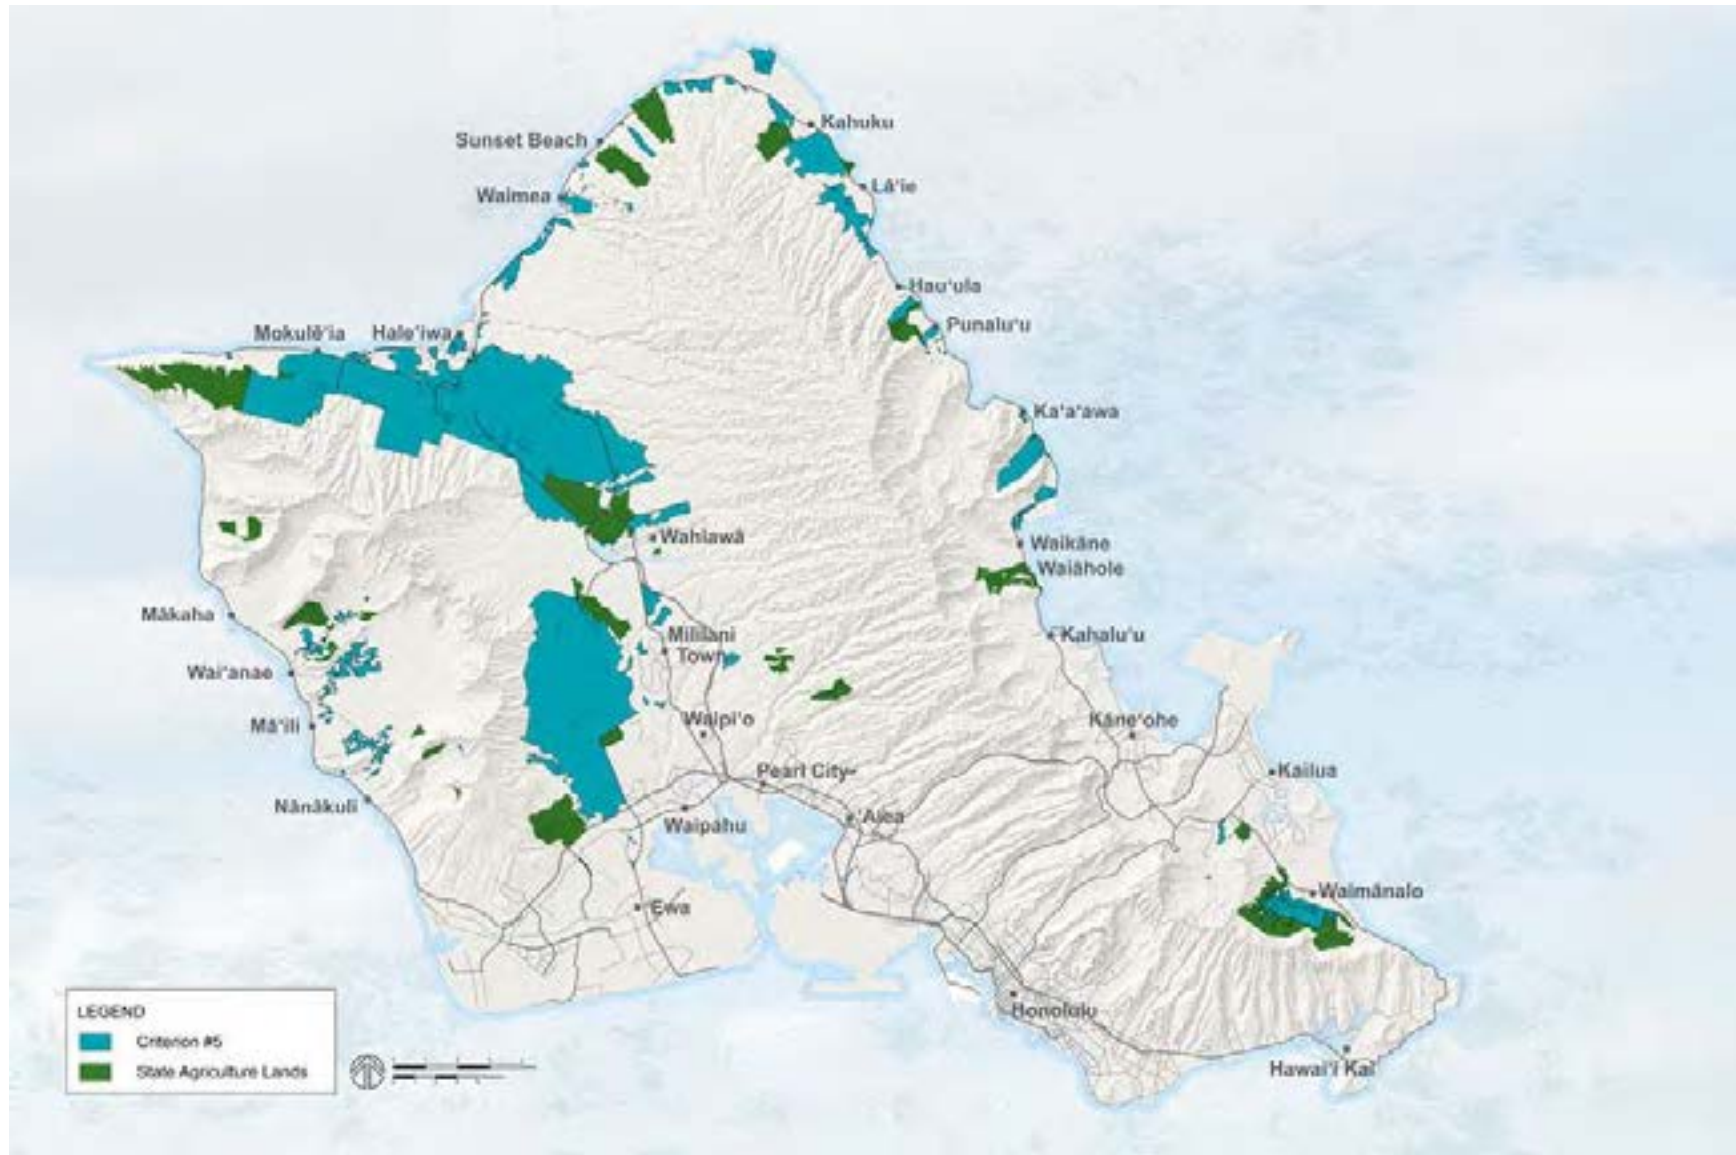 Kahuku
Sunset Beach
Lā‘ie
Waimea
Hau‘ula
Punalu‘u
Mokulē‘ia
Hale‘iwa
Ka‘a‘awa
Wahiawā
Waikāne
Waiāhole
Mākaha
Mililani
Town
Kahalu‘u
Wai‘anae
Mā‘ili
Waipi‘o
Kāne‘ohe
Pearl City
Kailua
Nānākuli
Waipāhu
‘Aiea
Waimānalo
Ewa
LEGEND
Criterion #5
State Agriculture Lands
Honolulu
Hawai‘i Kai